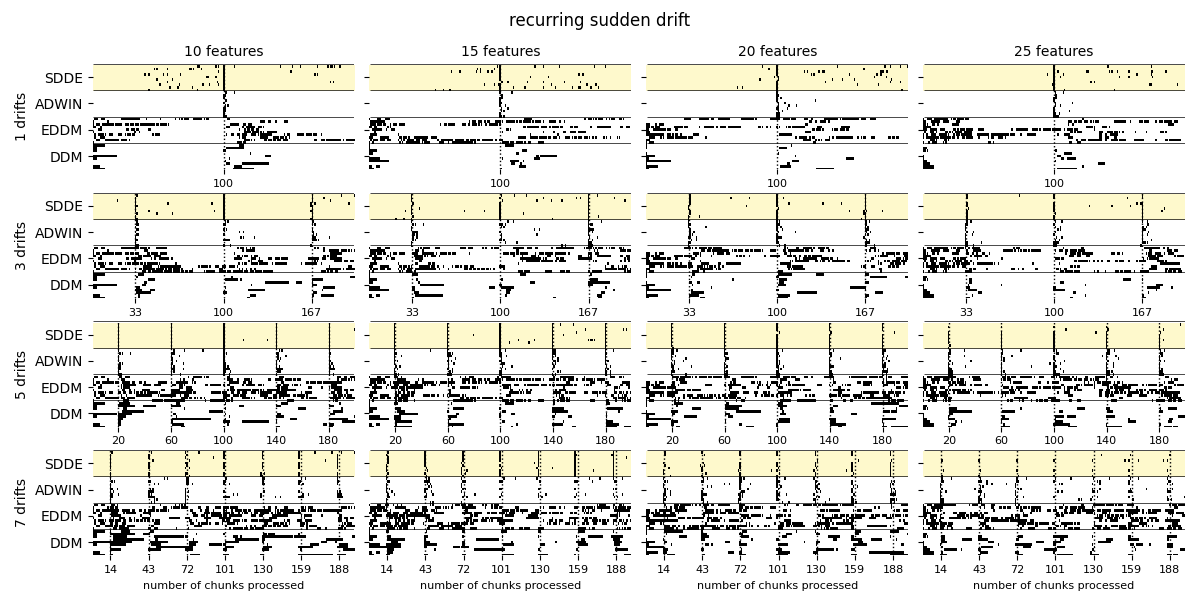 recurring sudden drift
10 features 15 features 20 features 25 features
1 drifts
SDDE
ADWIN
EDDM
DDM
100 100 100 100
3 drifts
SDDE
ADWIN
EDDM
DDM
33 100 167 33 100 167 33 100 167 33 100 167
5 drifts
SDDE
ADWIN
EDDM
DDM
20 60 100 140 180 20 60 100 140 180 20 60 100 140 180 20 60 100 140 180
7 drifts
SDDE
ADWIN
EDDM
DDM
14 43 72 101 130 159 188 14 43 72 101 130 159 188 14 43 72 101 130 159 188 14 43 72 101 130 159 188
number of chunks processed number of chunks processed number of chunks processed number of chunks processed